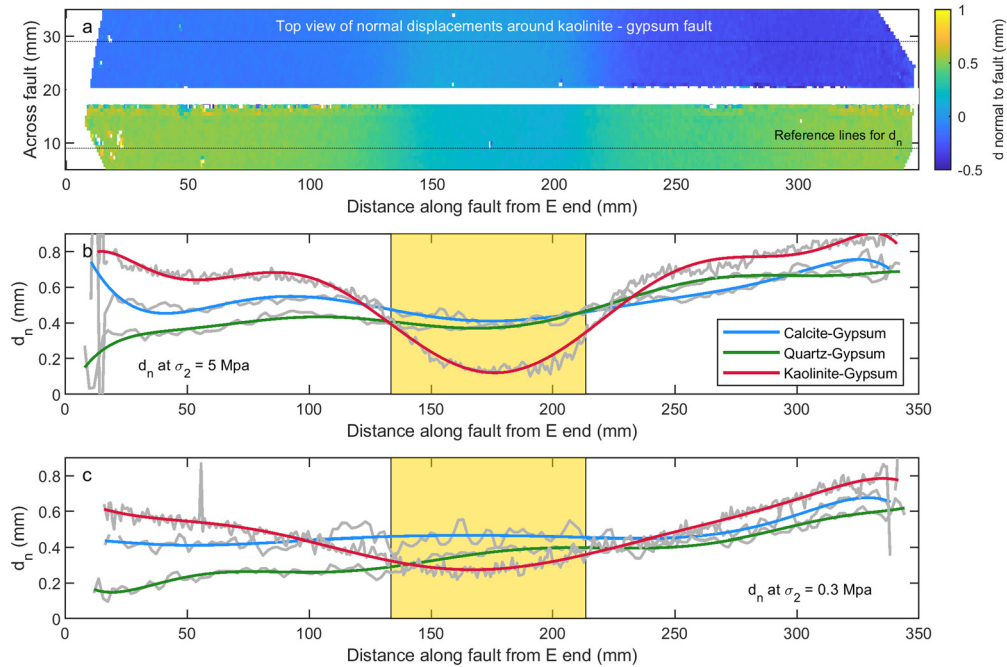 a
Top view of normal displacements around kaolinite - gypsum fault
Reference lines for dn
Across fault (mm)
30
20
10
0 50 100 150 200 250 300
Distance along fault from E end (mm)
1
0.5
0
-0.5
d normal to fault (mm)
b
dn (mm)
0.8
0.6
0.4
0.2
0
dn at σ2 = 5 Mpa
Calcite-Gypsum
Quartz-Gypsum
Kaolinite-Gypsum
0 50 100 150 200 250 300 350
Distance along fault from E end (mm)
c
dn (mm)
0.8
0.6
0.4
0.2
0
dn at σ2 = 0.3 Mpa
0 50 100 150 200 250 300 350
Distance along fault from E end (mm)